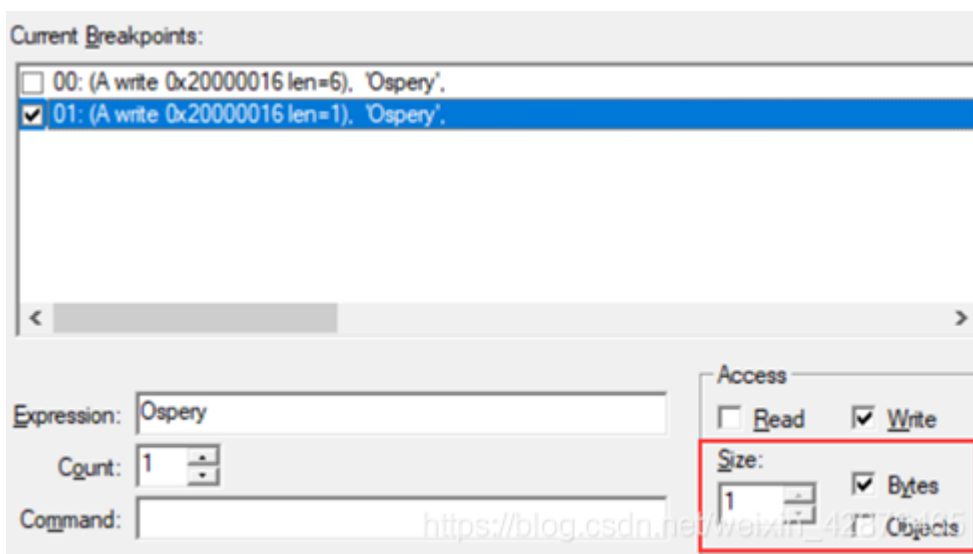 Current Breakpoints:
00: (A write 0x20000016 len=6), 'Ospery',
01: (A write 0x20000016 len=1), 'Ospery',
Access
Expression: Ospery
Read Write
Count: 1
Size:
1
Bytes
Command:
Objects